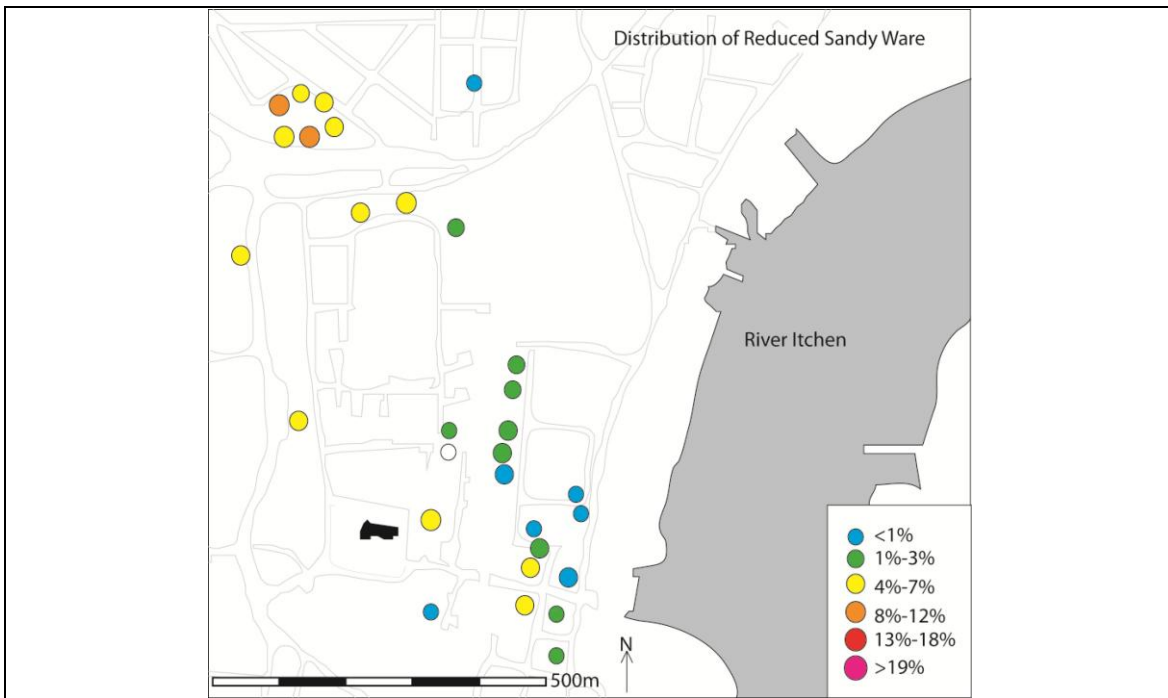 Distribution of Reduced Sandy Ware
River Itchen
<1%
1%-3%
4%-7%
8%-12%
13%-18%
>19%
N
500m